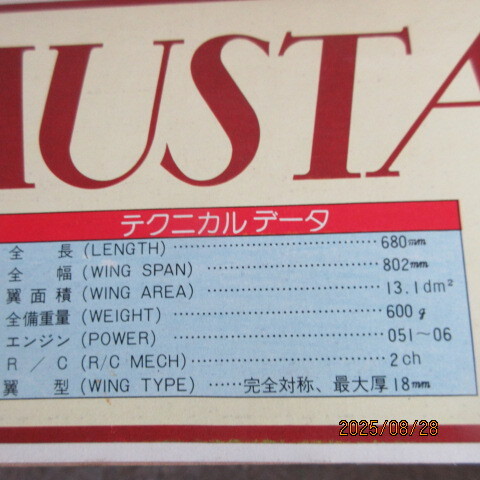 MUSTA
テクニカルデータ
全長(LENGTH)……………………………680mm
全幅(WING SPAN)……………………802mm
翼面積(WING AREA)……………………13.1dm²
全備重量(WEIGHT)……………………600g
エンジン(POWER)……………………051〜06
R/C(R/C MECH)……………………2ch
翼型(WING TYPE)……完全対称、最大厚18mm
2025/08/28